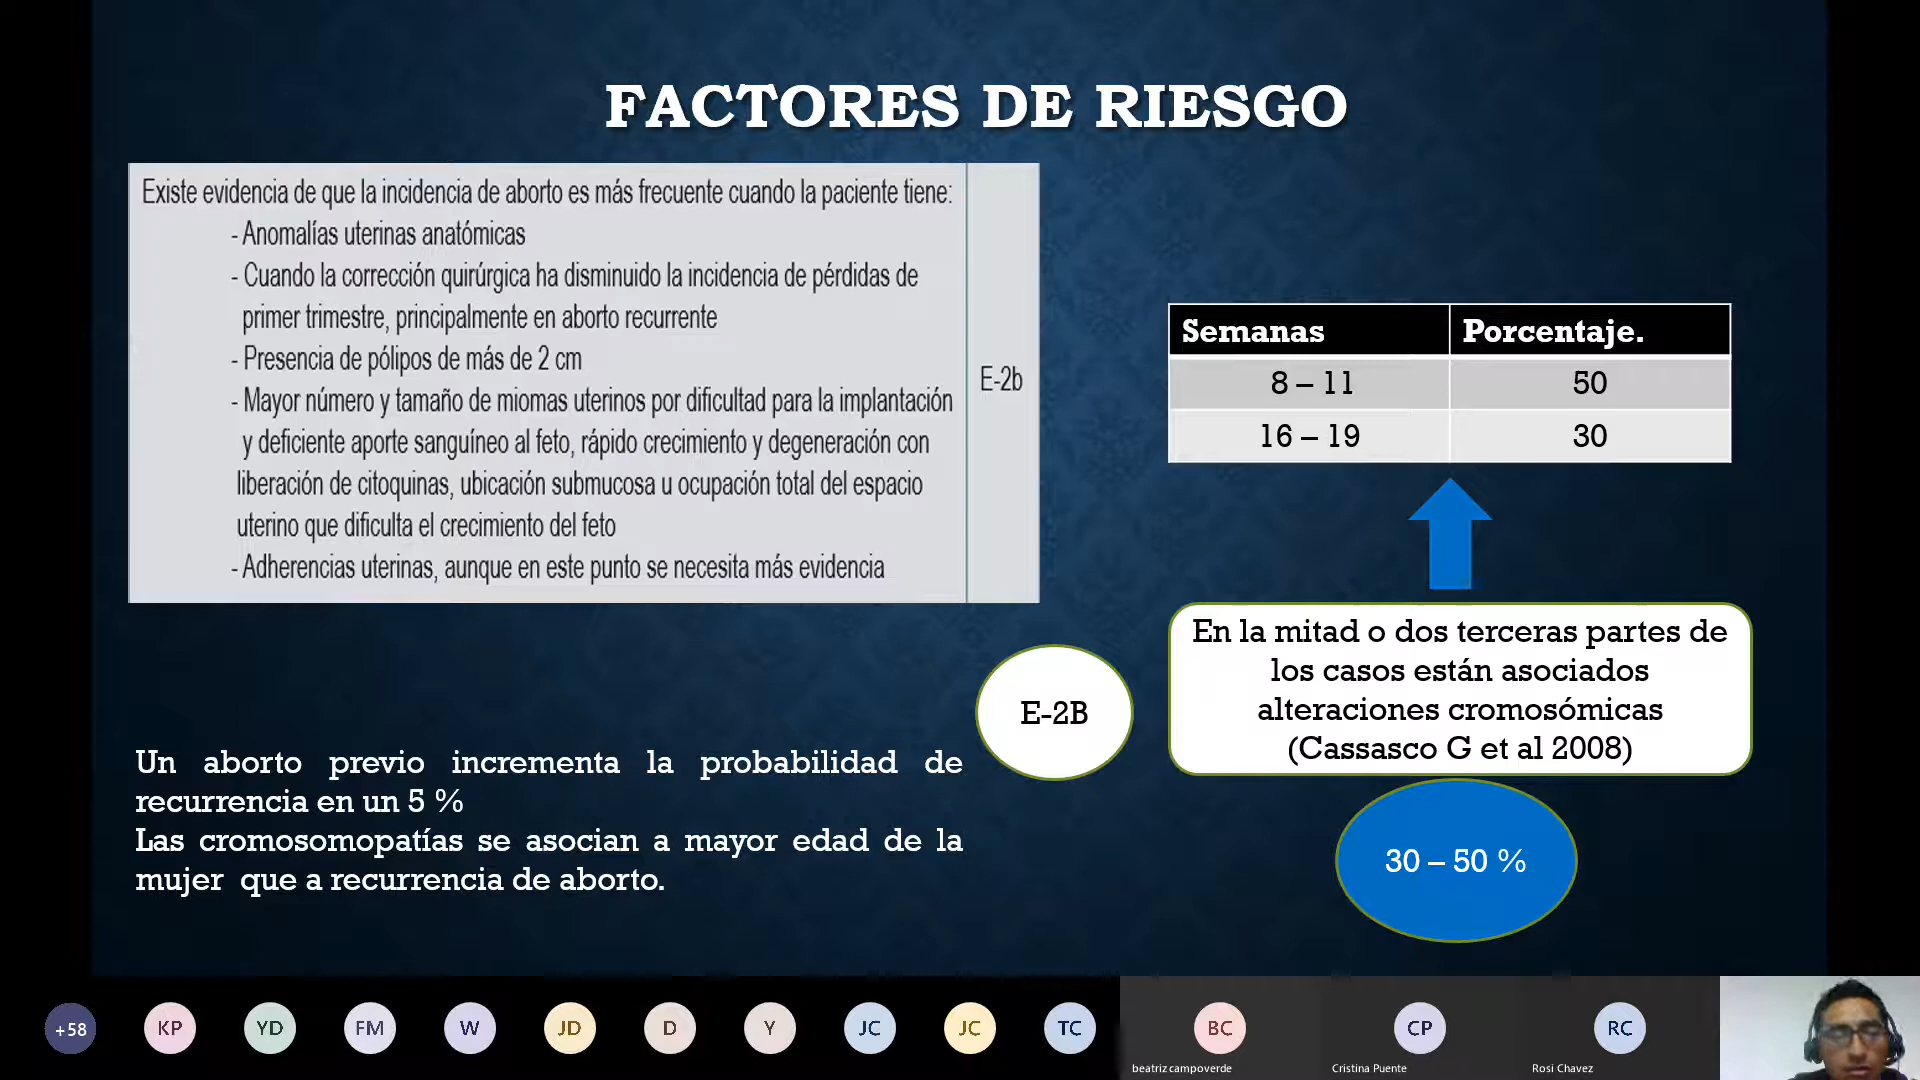 FACTORES DE RIESGO
Existe evidencia de que la incidencia de aborto es más frecuente cuando la paciente tiene:
- Anomalías uterinas anatómicas
- Cuando la corrección quirúrgica ha disminuido la incidencia de pérdidas de
primer trimestre, principalmente en aborto recurrente
- Presencia de pólipos de más de 2 cm
- Mayor número y tamaño de miomas uterinos por dificultad para la implantación
y deficiente aporte sanguíneo al feto, rápido crecimiento y degeneración con
liberación de citoquinas, ubicación submucosa u ocupación total del espacio
uterino que dificulta el crecimiento del feto
- Adherencias uterinas, aunque en este punto se necesita más evidencia
E-2b
Semanas Porcentaje.
8 – 11 50
16 – 19 30
En la mitad o dos terceras partes de
los casos están asociados
alteraciones cromosómicas
(Cassasco G et al 2008)
E-2B
30 – 50 %
Un aborto previo incrementa la probabilidad de
recurrencia en un 5 %
Las cromosomopatías se asocian a mayor edad de la
mujer que a recurrencia de aborto.
+58 KP YD FM W JD D Y JC JC TC BC CP RC
beatriz campoverde Cristina Puente Rosi Chavez